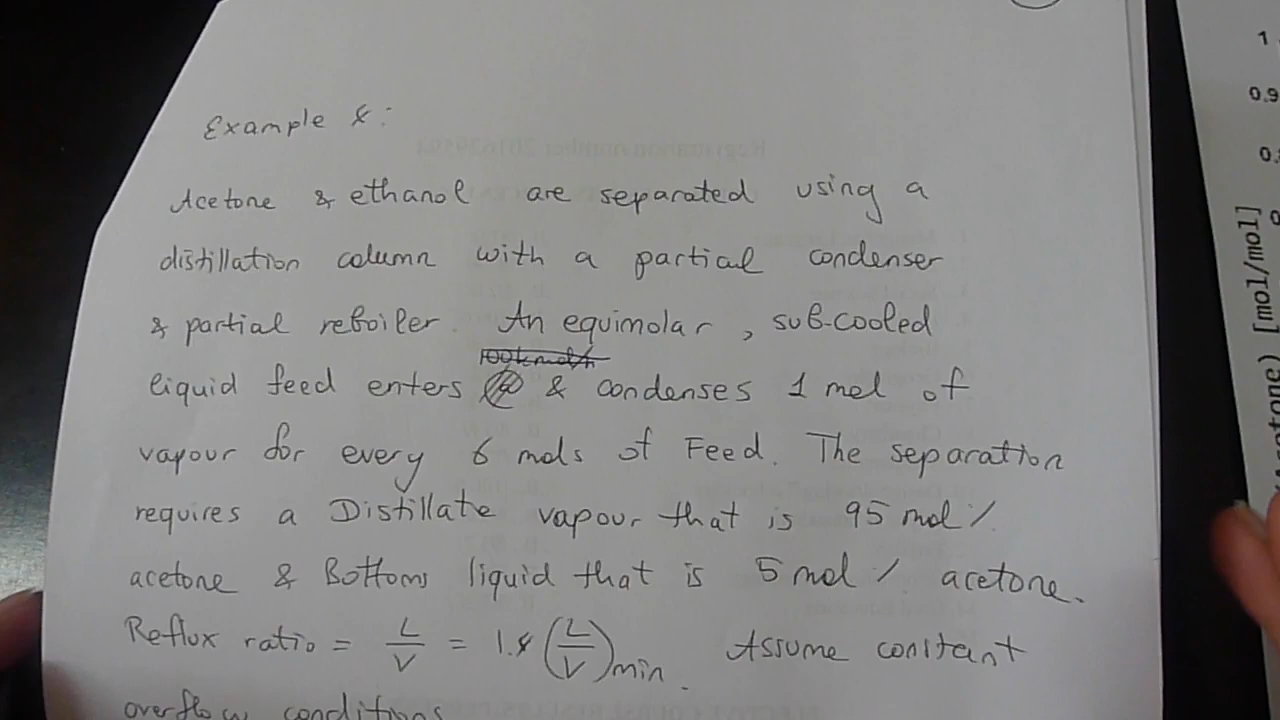 Example 8:
Acetone & ethanol are separated using a
distillation column with a partial condenser
& partial reboiler. An equimolar, sub-cooled
liquid feed enters & condenses 1 mol of
vapour for every 6 mols of Feed. The separation
requires a Distillate vapour that is 95 mol %
acetone & Bottoms liquid that is 5 mol % acetone.
Reflux ratio = L/V = 1.8 (L/V)min. Assume constant
overflow conditions
1
0.9
[mol/mol]